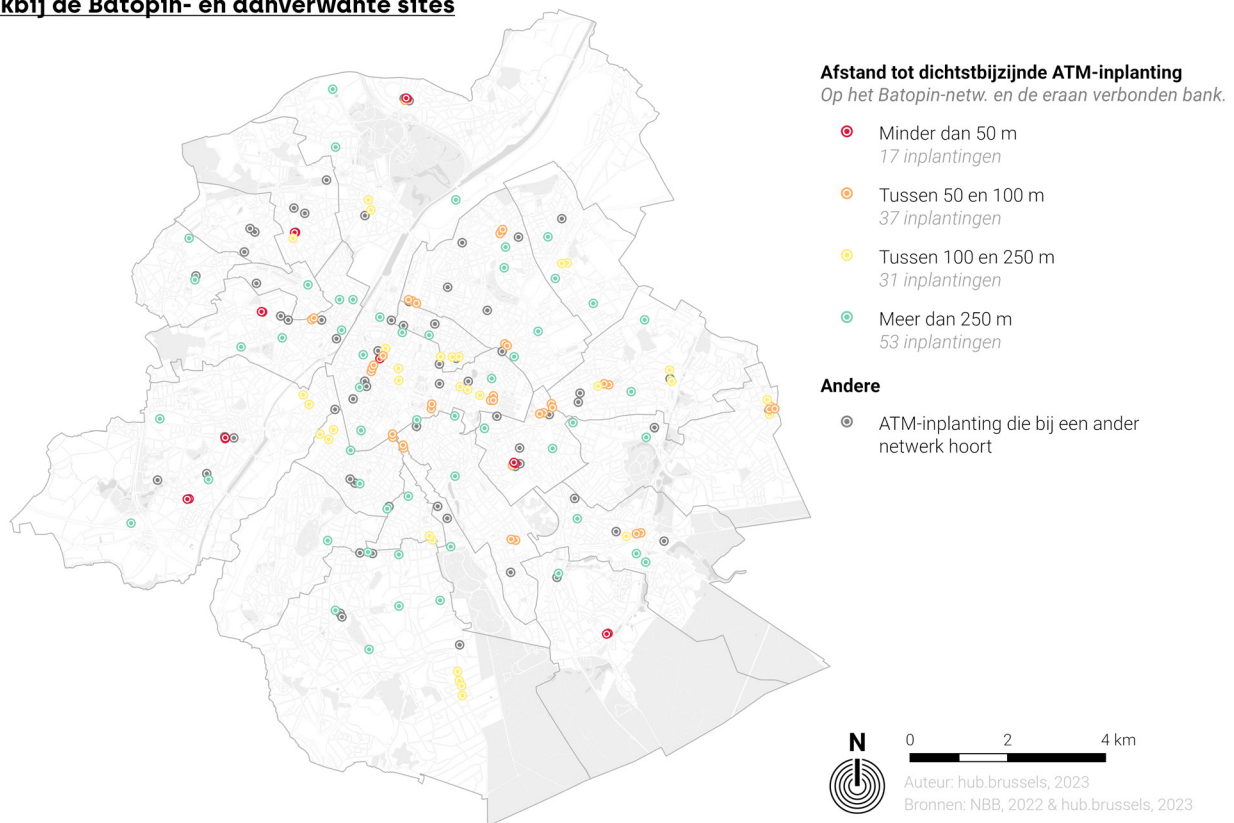 kbij de Batopin- en aanverwante sites
Afstand tot dichtstbijzijnde ATM-inplanting
Op het Batopin-netw. en de eraan verbonden bank.
Minder dan 50 m
17 inplantingen
Tussen 50 en 100 m
37 inplantingen
Tussen 100 en 250 m
31 inplantingen
Meer dan 250 m
53 inplantingen
Andere
ATM-inplanting die bij een ander
netwerk hoort
N
0 2 4 km
Auteur: hub.brussels, 2023
Bronnen: NBB, 2022 & hub.brussels, 2023